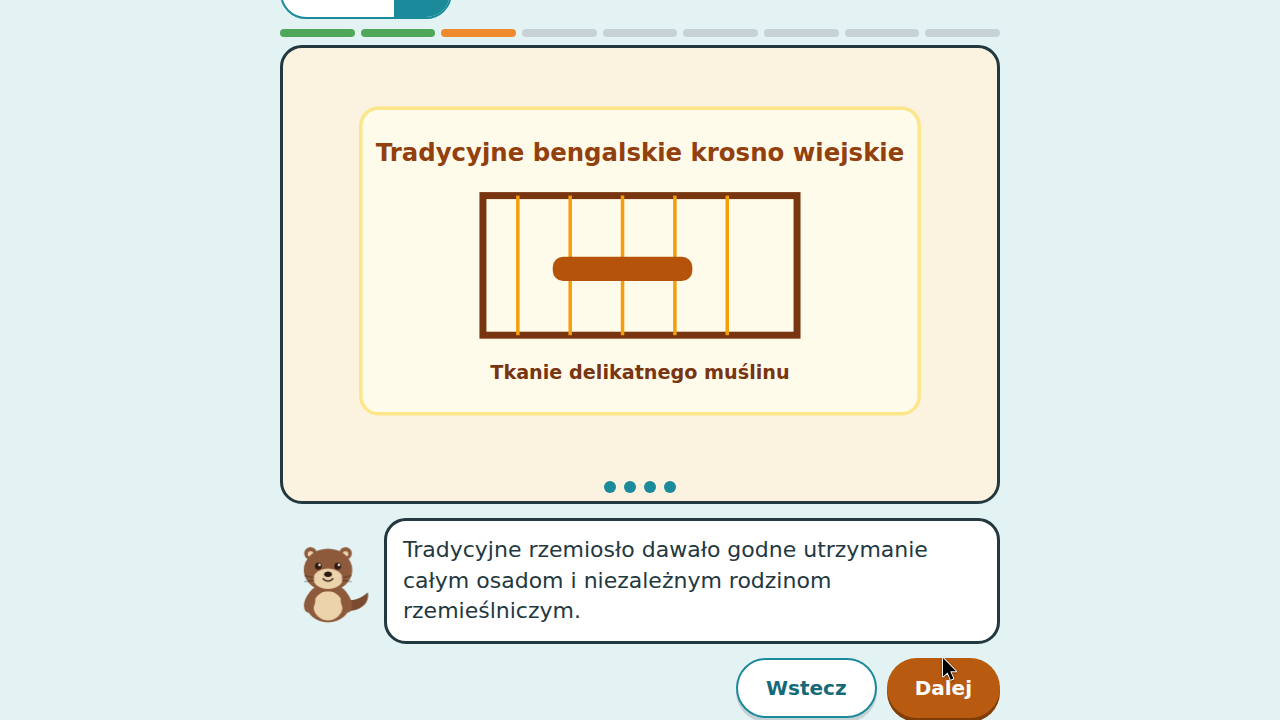 Tradycyjne bengalskie krosno wiejskie
Tkanie delikatnego muślinu
Tradycyjne rzemiosło dawało godne utrzymanie
całym osadom i niezależnym rodzinom
rzemieślniczym.
Wstecz
Dalej